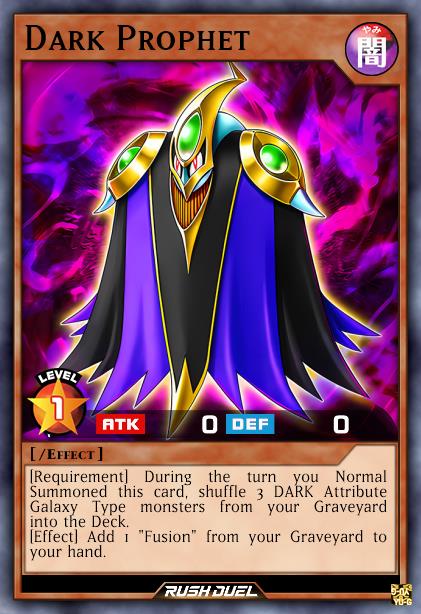 DARK PROPHET
やみ
闇
LEVEL
1
ATK 0 DEF 0
[/EFFECT]
[Requirement] During the turn you Normal
Summoned this card, shuffle 3 DARK Attribute
Galaxy Type monsters from your Graveyard
into the Deck.
[Effect] Add 1 "Fusion" from your Graveyard to
your hand.
RUSH DUEL